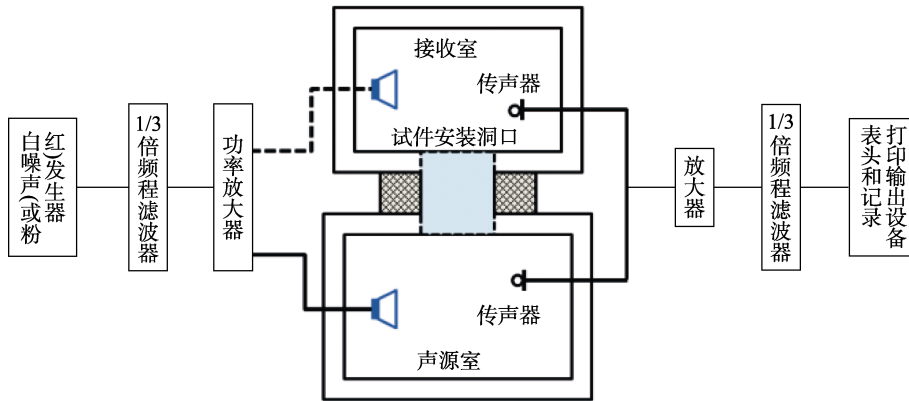 白噪声(或粉
红)发生器
1/3
倍频程滤波器
功率放大器
接收室
传声器
试件安装洞口
传声器
声源室
放大器
1/3
倍频程滤波器
表头和记录
打印输出设备